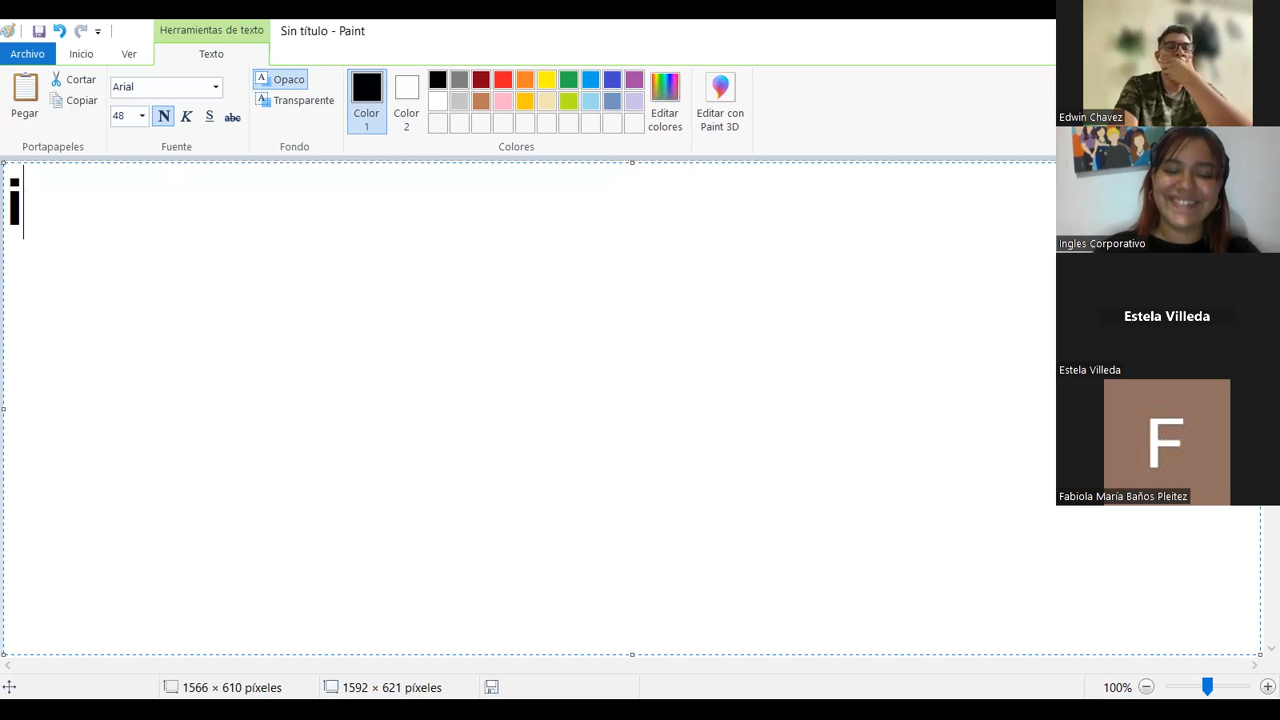 Herramientas de texto
Sin título - Paint
Archivo
Inicio
Ver
Texto
Pegar
Cortar
Copiar
Portapapeles
Arial
48
N
K
S
abc
Fuente
A Opaco
A Transparente
Fondo
Color 1
Color 2
Editar colores
Editar con Paint 3D
Colores
i
Edwin Chavez
Ingles Corporativo
Estela Villeda
Estela Villeda
F
Fabiola María Baños Pleitez
1566 × 610 píxeles
1592 × 621 píxeles
100%